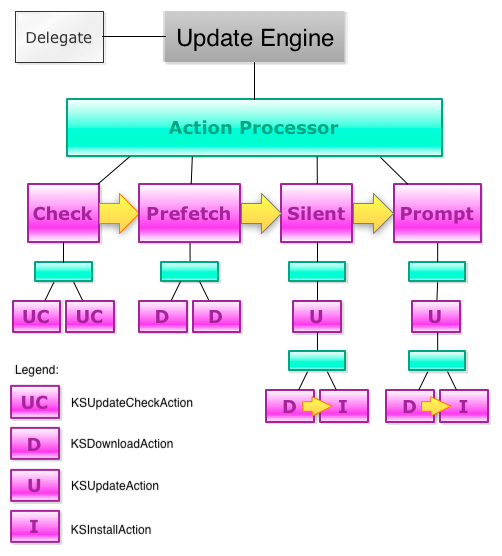 Delegate
Update Engine
Action Processor
Check
Prefetch
Silent
Prompt
UC
UC
D
D
U
U
D
I
D
I
Legend:
UC
KSUpdateCheckAction
D
KSDownloadAction
U
KSUpdateAction
I
KSInstallAction